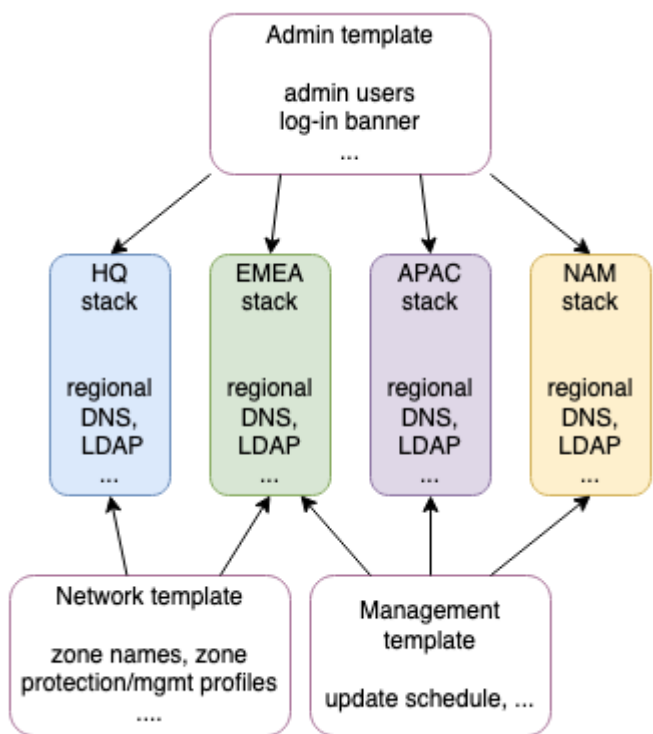 Admin template
admin users
log-in banner
...
HQ
stack
regional
DNS,
LDAP
...
EMEA
stack
regional
DNS,
LDAP
...
APAC
stack
regional
DNS,
LDAP
...
NAM
stack
regional
DNS,
LDAP
...
Network template
zone names, zone
protection/mgmt profiles
....
Management
template
update schedule, ...